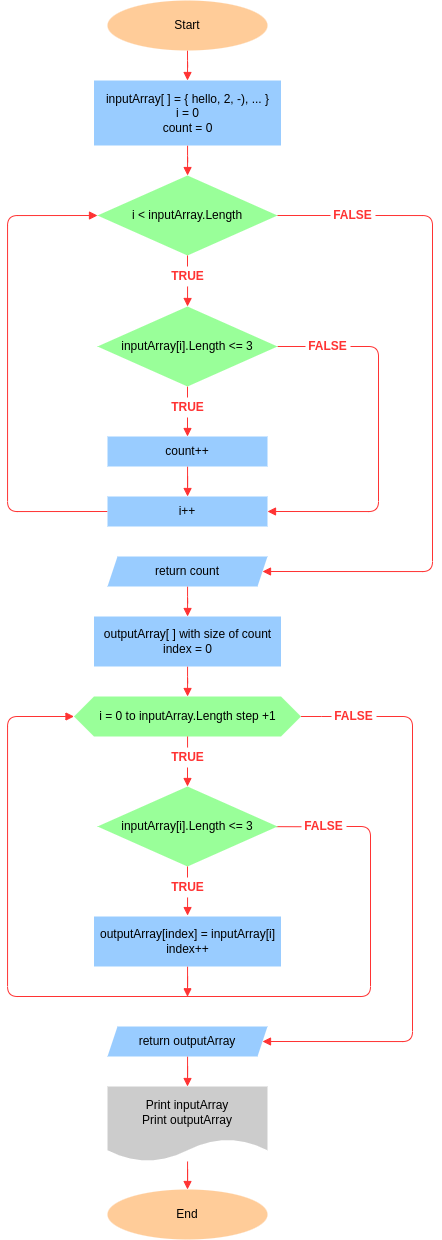 Start
inputArray[ ] = { hello, 2, -), ... }
i = 0
count = 0
i < inputArray.Length
FALSE
TRUE
inputArray[i].Length <= 3
FALSE
TRUE
count++
i++
return count
outputArray[ ] with size of count
index = 0
i = 0 to inputArray.Length step +1
FALSE
TRUE
inputArray[i].Length <= 3
FALSE
TRUE
outputArray[index] = inputArray[i]
index++
return outputArray
Print inputArray
Print outputArray
End